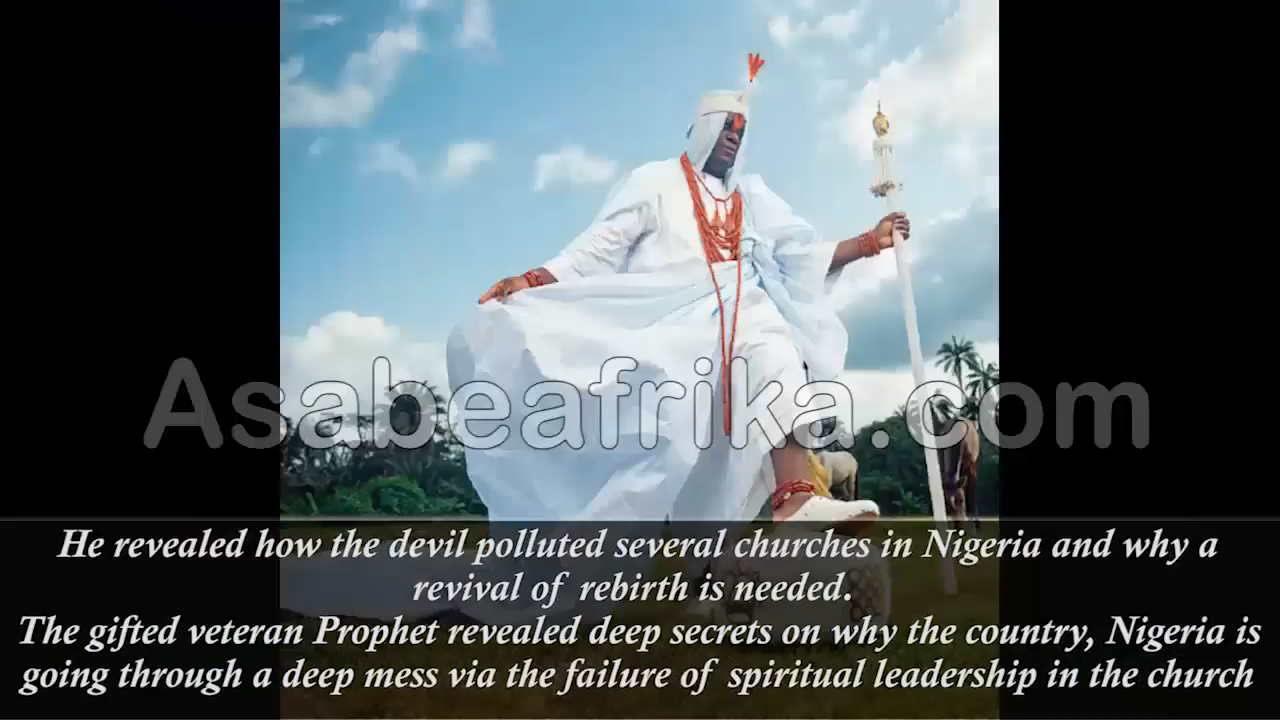 Asabeafrika.com
He revealed how the devil polluted several churches in Nigeria and why a
revival of rebirth is needed.
The gifted veteran Prophet revealed deep secrets on why the country, Nigeria is
going through a deep mess via the failure of spiritual leadership in the church